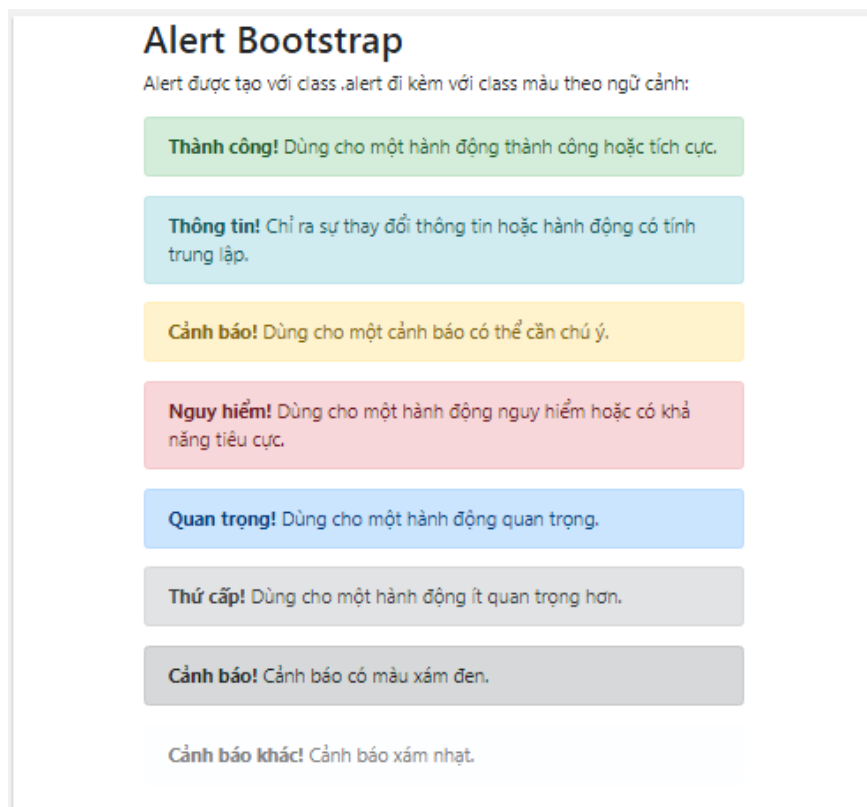 Alert Bootstrap
Alert được tạo với class .alert đi kèm với class màu theo ngữ cảnh:
Thành công! Dùng cho một hành động thành công hoặc tích cực.
Thông tin! Chỉ ra sự thay đổi thông tin hoặc hành động có tính
trung lập.
Cảnh báo! Dùng cho một cảnh báo có thể cần chú ý.
Nguy hiểm! Dùng cho một hành động nguy hiểm hoặc có khả
năng tiêu cực.
Quan trọng! Dùng cho một hành động quan trọng.
Thứ cấp! Dùng cho một hành động ít quan trọng hơn.
Cảnh báo! Cảnh báo có màu xám đen.
Cảnh báo khác! Cảnh báo xám nhạt.